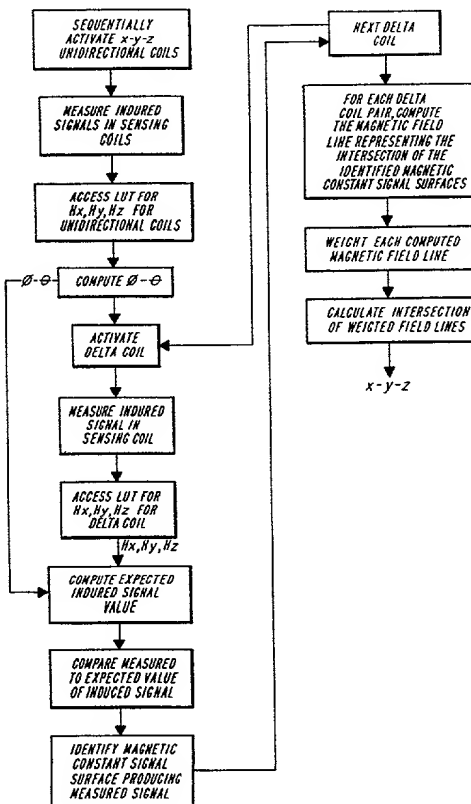 SEQUENTIALLY
ACTIVATE x-y-z
UNIDIRECTIONAL COILS
MEASURE INDURED
SIGNALS IN SENSING
COILS
ACCESS LUT FOR
Hx,Hy,Hz FOR
UNIDIRECTIONAL COILS
Ø-Θ
COMPUTE Ø-Θ
ACTIVATE
DELTA COIL
MEASURE INDURED
SIGNAL IN
SENSING COIL
ACCESS LUT FOR
Hx,Hy,Hz FOR
DELTA COIL
Hx,Hy,Hz
COMPUTE EXPECTED
INDURED SIGNAL
VALUE
COMPARE MEASURED
TO EXPECTED VALUE
OF INDUCED SIGNAL
IDENTIFY MAGNETIC
CONSTANT SIGNAL
SURFACE PRODUCING
MEASURED SIGNAL
NEXT DELTA
COIL
FOR EACH DELTA
COIL PAIR, COMPUTE
THE MAGNETIC FIELD
LINE REPRESENTING THE
INTERSECTION OF THE
IDENTIFIED MAGNETIC
CONSTANT SIGNAL SURFACES
WEIGHT EACH COMPUTED
MAGNETIC FIELD LINE
CALCULATE INTERSECTION
OF WEIGTED FIELD LINES
x-y-z